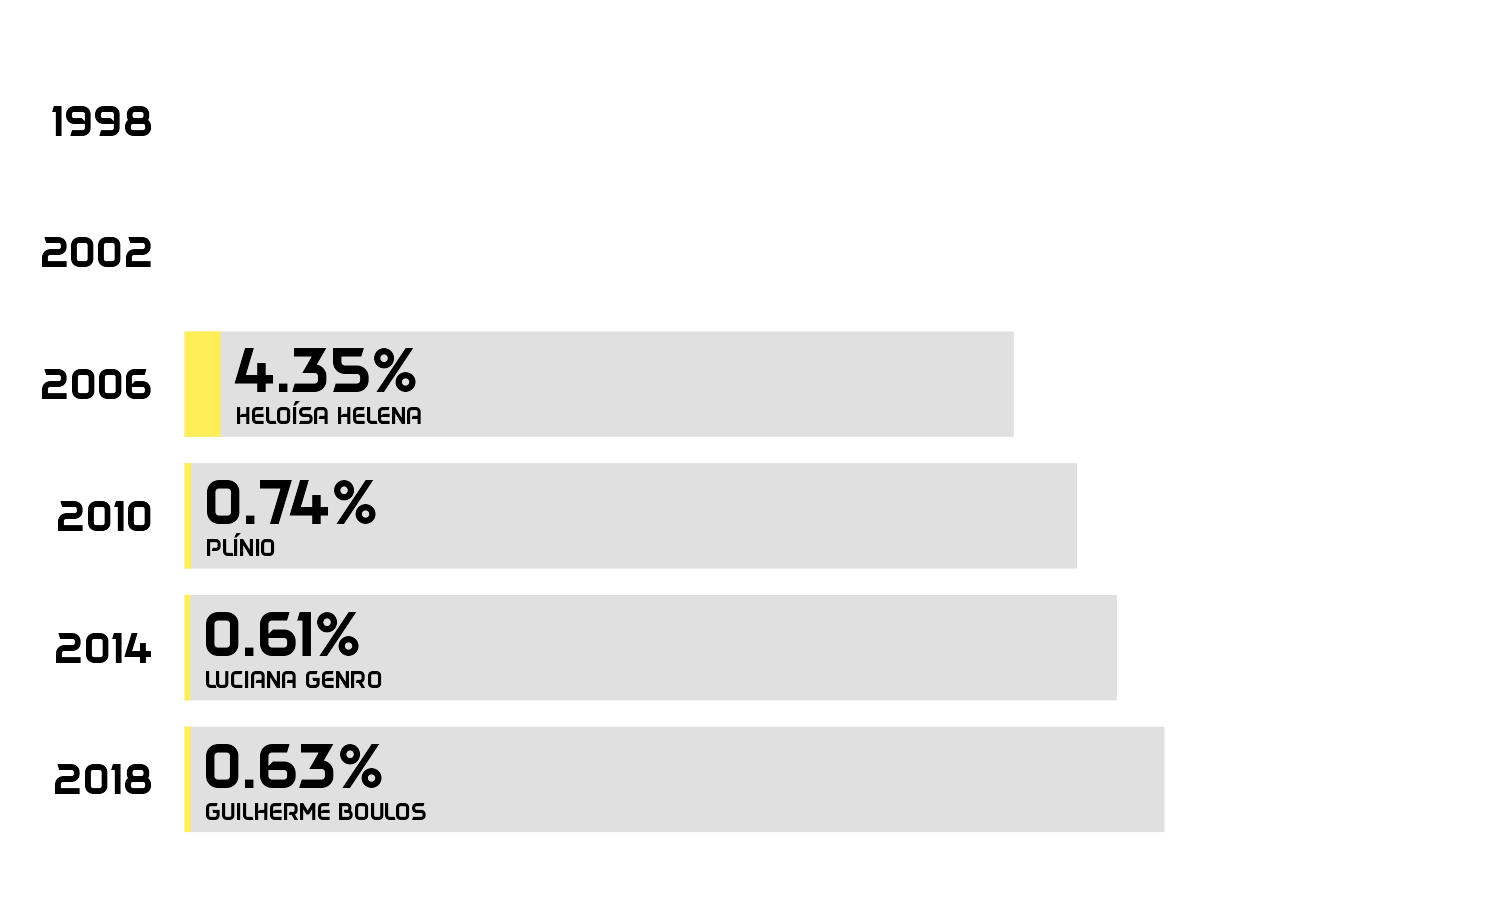 1998
2002
2006
4.35%
HELOÍSA HELENA
2010
0.74%
PLÍNIO
2014
0.61%
LUCIANA GENRO
2018
0.63%
GUILHERME BOULOS